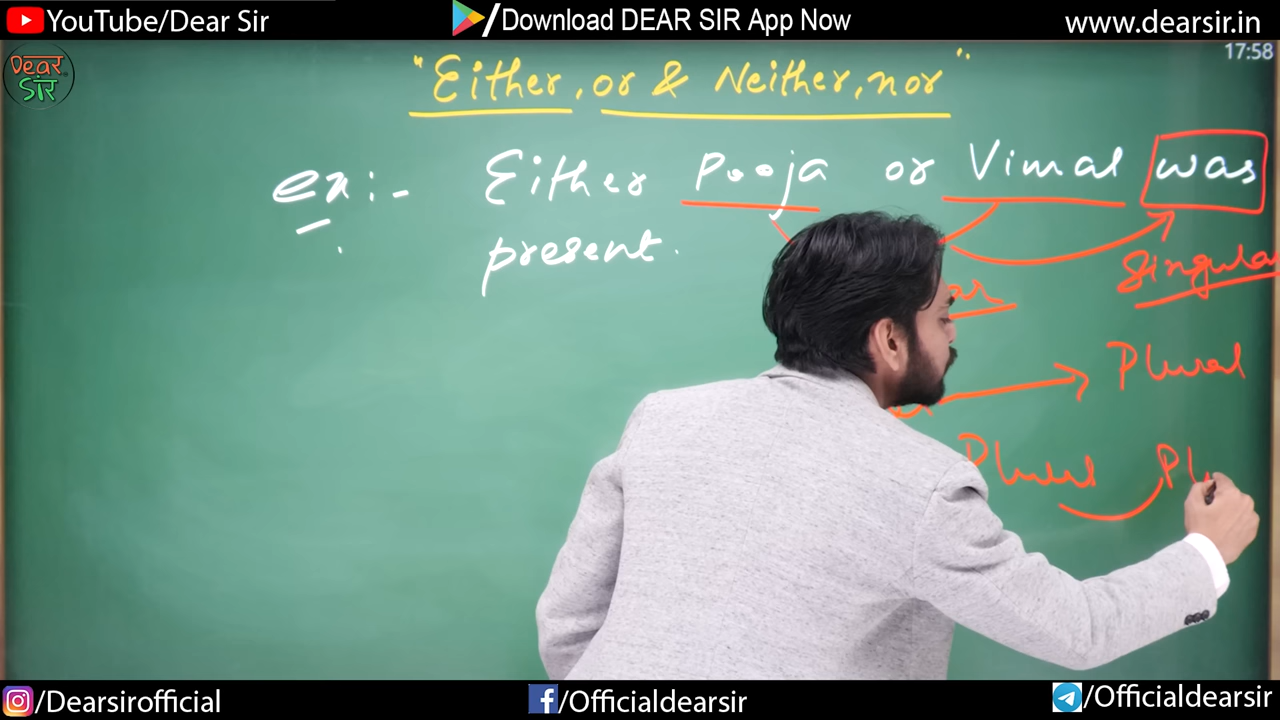 /YouTube/Dear Sir
/Download DEAR SIR App Now
www.dearsir.in
17:58
Dear सर
"Either, or & Neither, nor"
ex:- Either Pooja or Vimal was
present.
Singular
Plural
Plural
/Dearsirofficial
/Officialdearsir
/Officialdearsir